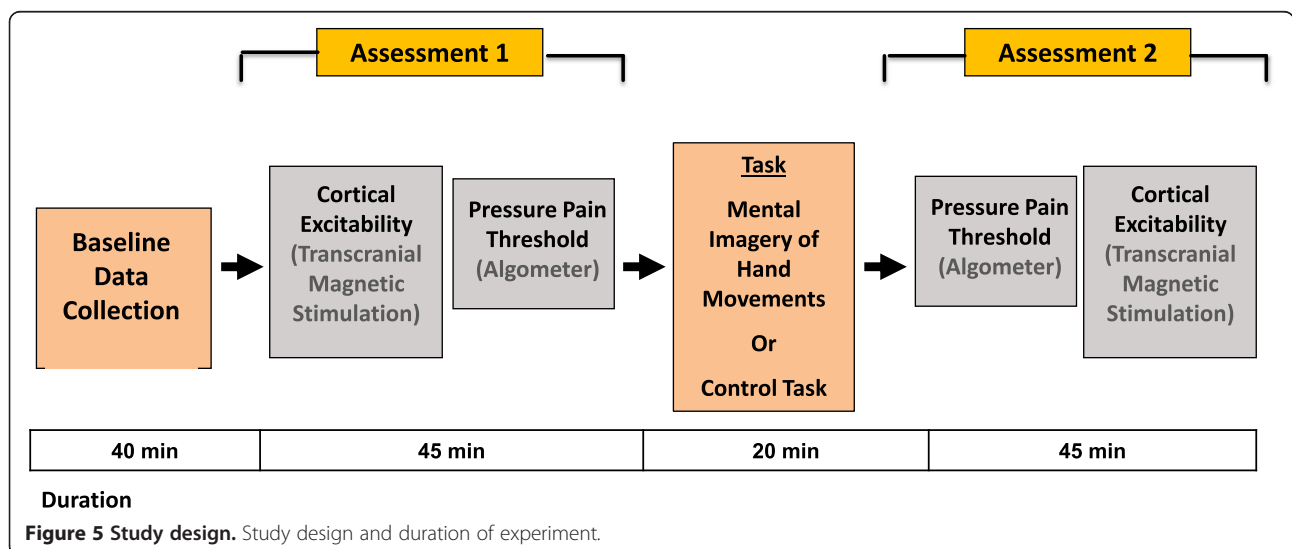 Assessment 1
Assessment 2
Baseline
Data
Collection
Cortical
Excitability
(Transcranial
Magnetic
Stimulation)
Pressure Pain
Threshold
(Algometer)
Task
Mental
Imagery of
Hand
Movements
Or
Control Task
Pressure Pain
Threshold
(Algometer)
Cortical
Excitability
(Transcranial
Magnetic
Stimulation)
40 min
45 min
20 min
45 min
Duration
Figure 5 Study design. Study design and duration of experiment.